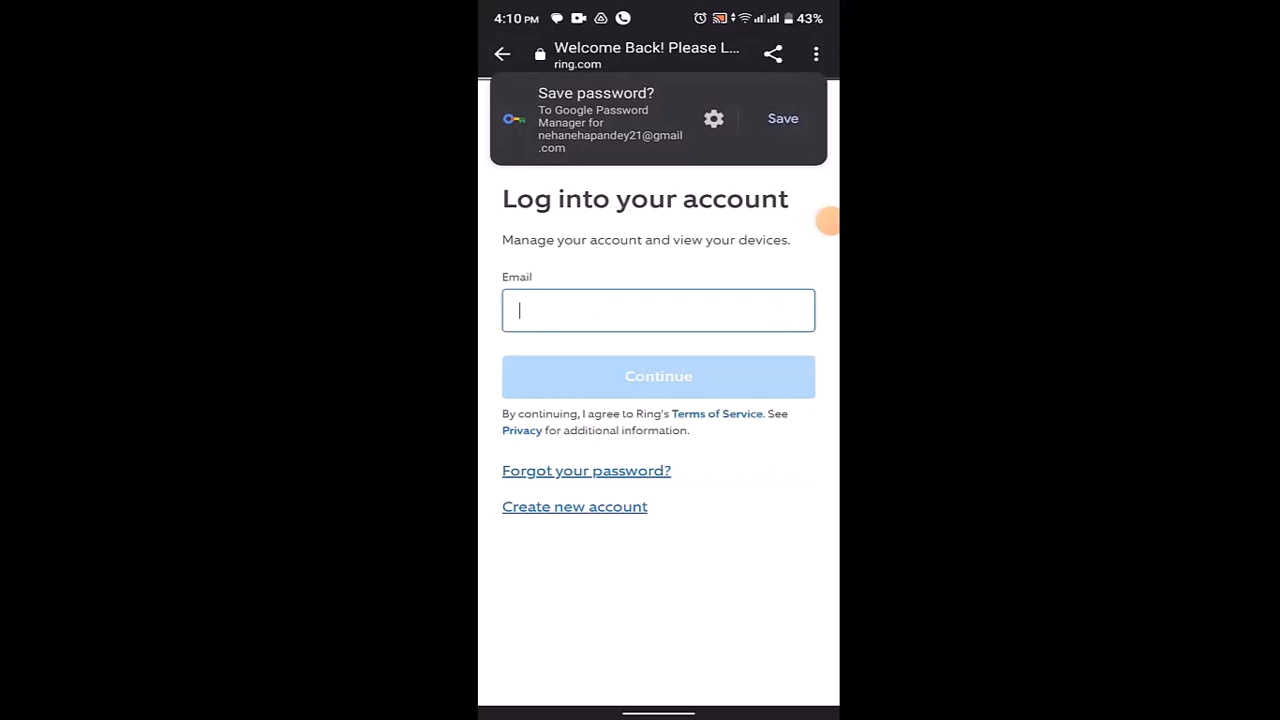 4:10 PM
43%
Welcome Back! Please L...
ring.com
Save password?
To Google Password
Manager for
nehanehapandey21@gmail
.com
Save
Log into your account
Manage your account and view your devices.
Email
Continue
By continuing, I agree to Ring's Terms of Service. See
Privacy for additional information.
Forgot your password?
Create new account